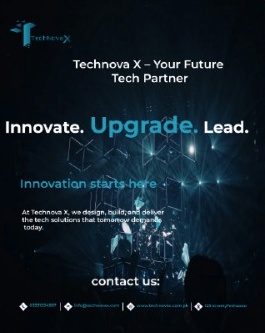 Technova X
Technova X – Your Future
Tech Partner
Innovate. Upgrade. Lead.
Innovation starts here
At Technova X, we design, build, and deliver
the tech solutions that tomorrow demands
today.
contact us: